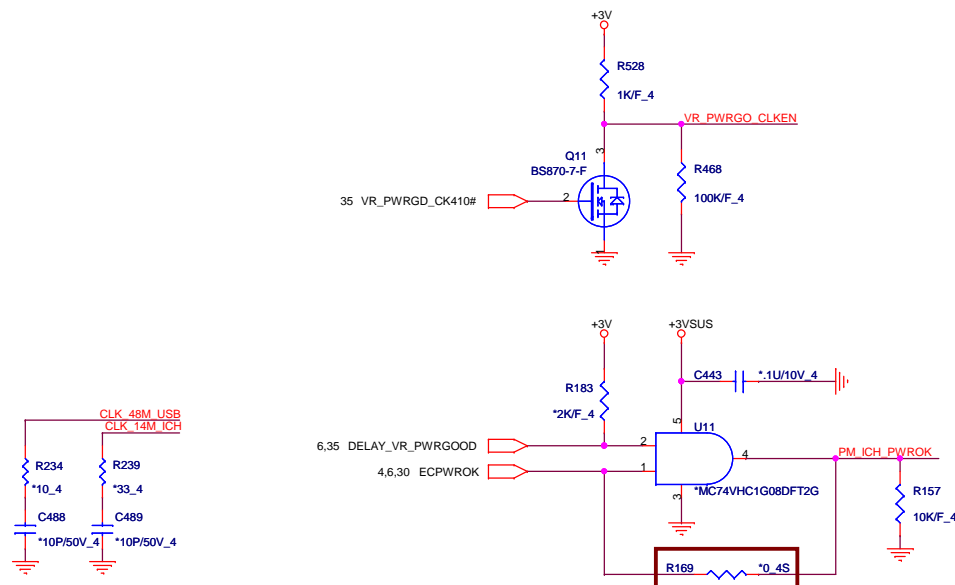 +3V
R528
1K/F_4
VR_PWRGO_CLKEN
Q11
BS870-7-F
3
2
1
R468
100K/F_4
35 VR_PWRGD_CK410#
+3V
+3VSUS
C443
*.1U/10V_4
R183
*2K/F_4
5
U11
6,35 DELAY_VR_PWRGOOD
2
4,6,30 ECPWROK
1
4
PM_ICH_PWROK
*MC74VHC1G08DFT2G
3
R157
10K/F_4
R169
*0_4S
CLK_48M_USB
CLK_14M_ICH
R234
*10_4
R239
*33_4
C488
*10P/50V_4
C489
*10P/50V_4